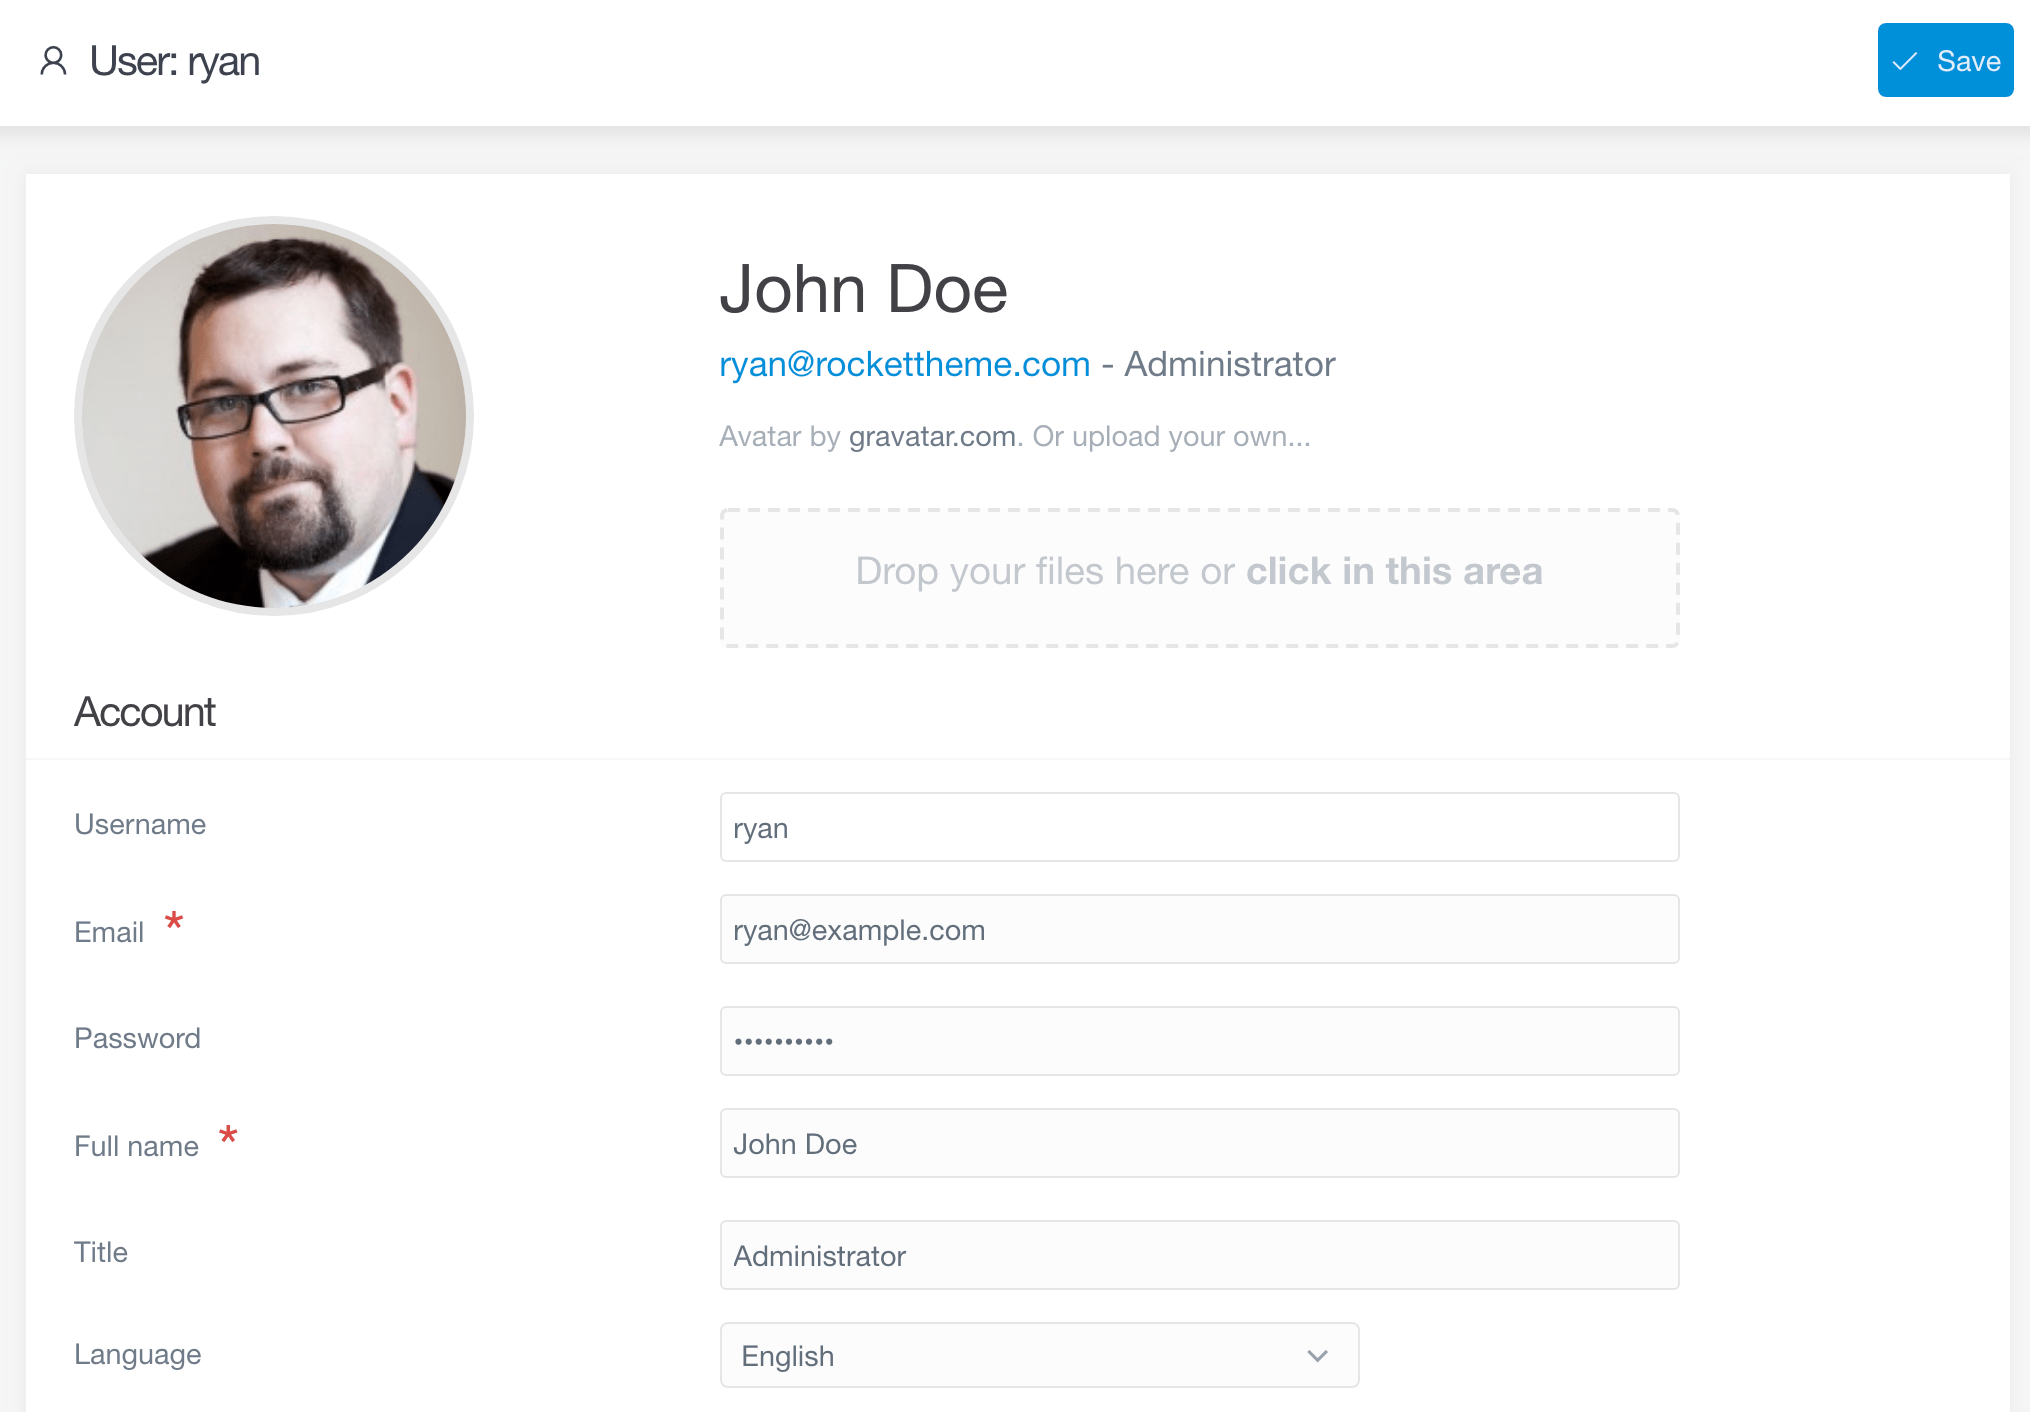 User: ryan
Save
John Doe
ryan@rockettheme.com - Administrator
Avatar by gravatar.com. Or upload your own...
Drop your files here or click in this area
Account
Username
ryan
Email *
ryan@example.com
Password
••••••••••
Full name *
John Doe
Title
Administrator
Language
English